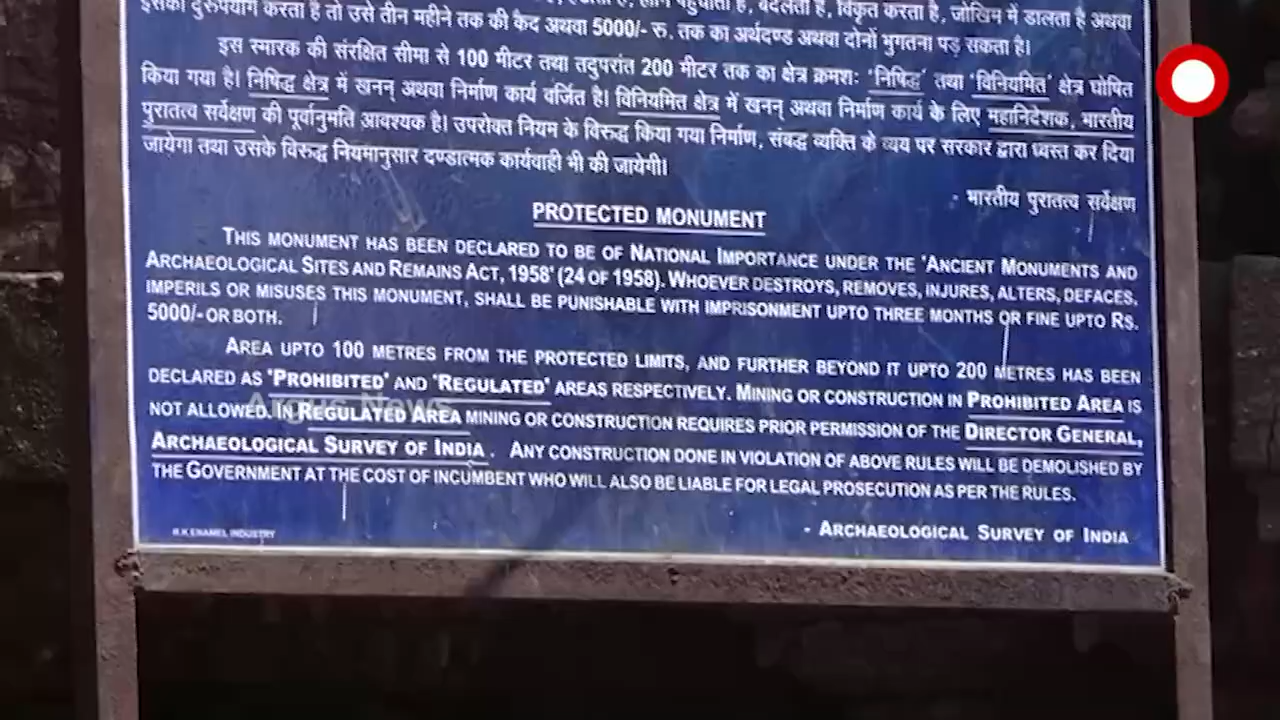 इसका दुरुपयोग करता है तो उसे तीन महीने तक की कैद अथवा 5000/- रु. तक का अर्थदण्ड अथवा दोनों भुगतना पड़ सकता है।
इस स्मारक की संरक्षित सीमा से 100 मीटर तथा तदुपरांत 200 मीटर तक का क्षेत्र क्रमशः 'निषिद्ध' तथा 'विनियमित' क्षेत्र घोषित
किया गया है। निषिद्ध क्षेत्र में खनन् अथवा निर्माण कार्य वर्जित है। विनियमित क्षेत्र में खनन् अथवा निर्माण कार्य के लिए महानिदेशक, भारतीय
पुरातत्व सर्वेक्षण की पूर्वानुमति आवश्यक है। उपरोक्त नियम के विरुद्ध किया गया निर्माण, संबद्ध व्यक्ति के व्यय पर सरकार द्वारा ध्वस्त कर दिया
जायेगा तथा उसके विरुद्ध नियमानुसार दण्डात्मक कार्यवाही भी की जायेगी।
- भारतीय पुरातत्व सर्वेक्षण
PROTECTED MONUMENT
THIS MONUMENT HAS BEEN DECLARED TO BE OF NATIONAL IMPORTANCE UNDER THE 'ANCIENT MONUMENTS AND
ARCHAEOLOGICAL SITES AND REMAINS ACT, 1958' (24 OF 1958). WHOEVER DESTROYS, REMOVES, INJURES, ALTERS, DEFACES,
IMPERILS OR MISUSES THIS MONUMENT, SHALL BE PUNISHABLE WITH IMPRISONMENT UPTO THREE MONTHS OR FINE UPTO RS.
5000/- OR BOTH.
AREA UPTO 100 METRES FROM THE PROTECTED LIMITS, AND FURTHER BEYOND IT UPTO 200 METRES HAS BEEN
DECLARED AS 'PROHIBITED' AND 'REGULATED' AREAS RESPECTIVELY. MINING OR CONSTRUCTION IN PROHIBITED AREA IS
Argus News
NOT ALLOWED. IN REGULATED AREA MINING OR CONSTRUCTION REQUIRES PRIOR PERMISSION OF THE DIRECTOR GENERAL,
ARCHAEOLOGICAL SURVEY OF INDIA. ANY CONSTRUCTION DONE IN VIOLATION OF ABOVE RULES WILL BE DEMOLISHED BY
THE GOVERNMENT AT THE COST OF INCUMBENT WHO WILL ALSO BE LIABLE FOR LEGAL PROSECUTION AS PER THE RULES.
- ARCHAEOLOGICAL SURVEY OF INDIA
R.K ENAMEL INDUSTRY